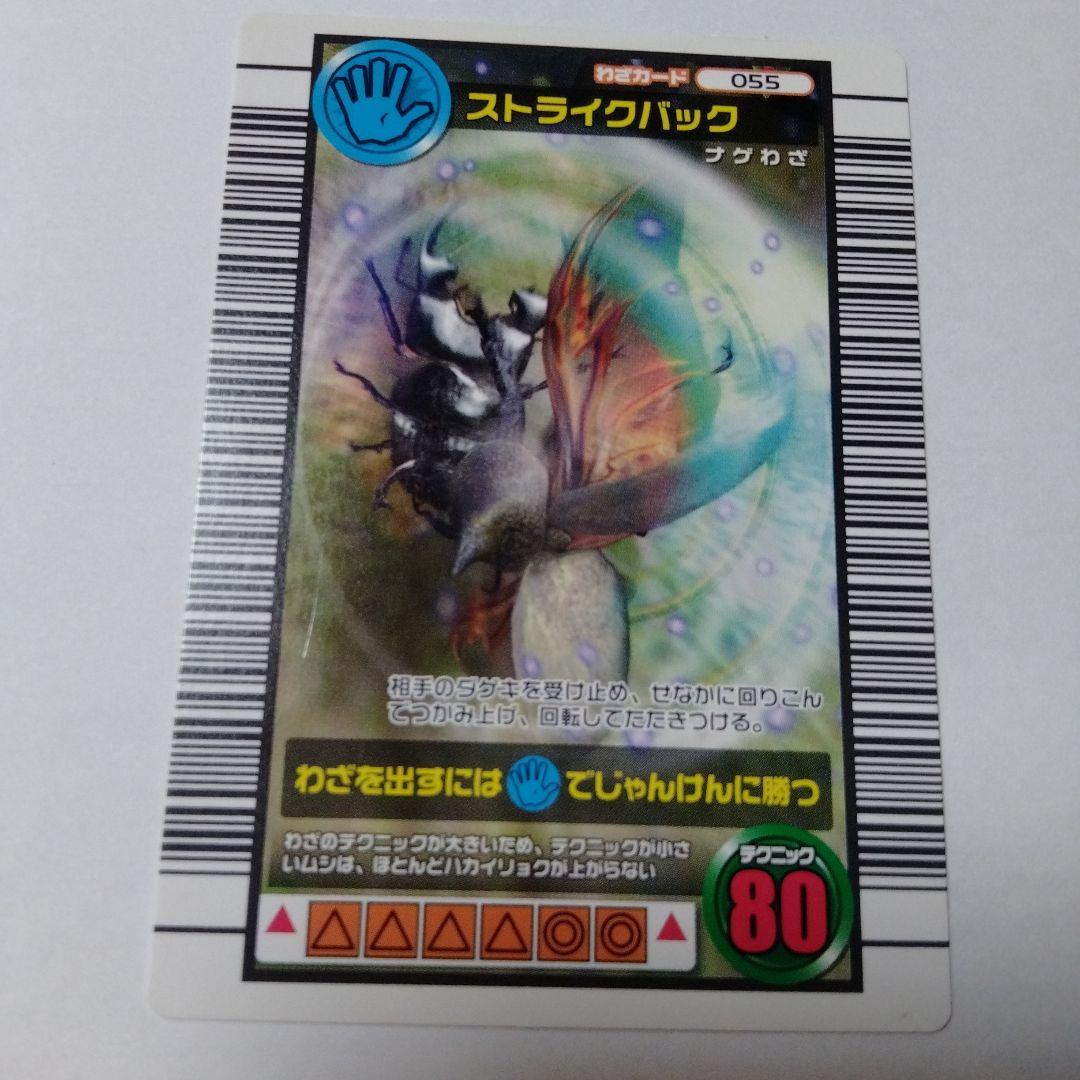 わざカード 055
ストライクバック
ナゲわざ
相手のダゲキを受け止め、せなかに回りこん
でつかみ上げ、回転してたたきつける。
わざを出すには でじゃんけんに勝つ
わざのテクニックが大きいため、テクニックが小さ
いムシは、ほとんどハカイリョクが上がらない
テクニック
80